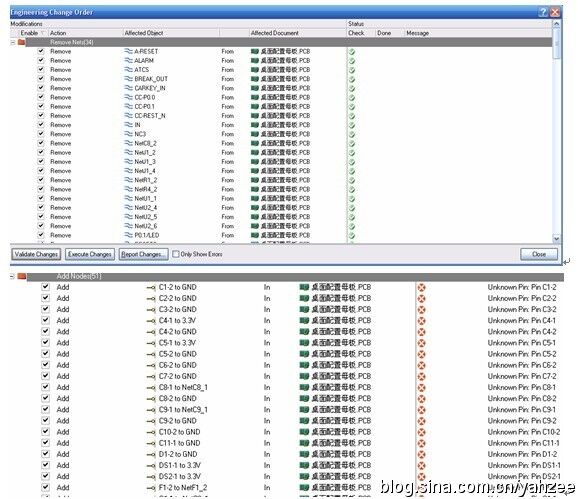 Engineering Change Order
Modifications Status
Enable Action Affected Object Affected Document Check Done Message
Remove Nets(34)
Remove A-RESET From 桌面配置母板.PCB
Remove ALARM From 桌面配置母板.PCB
Remove ATCS From 桌面配置母板.PCB
Remove BREAK_OUT From 桌面配置母板.PCB
Remove CARKEY_IN From 桌面配置母板.PCB
Remove CC-P0.0 From 桌面配置母板.PCB
Remove CC-P0.1 From 桌面配置母板.PCB
Remove CC-REST_N From 桌面配置母板.PCB
Remove IN From 桌面配置母板.PCB
Remove NC3 From 桌面配置母板.PCB
Remove NetC8_2 From 桌面配置母板.PCB
Remove NetU1_2 From 桌面配置母板.PCB
Remove NetU1_3 From 桌面配置母板.PCB
Remove NetU1_4 From 桌面配置母板.PCB
Remove NetR1_2 From 桌面配置母板.PCB
Remove NetR4_2 From 桌面配置母板.PCB
Remove NetU1_1 From 桌面配置母板.PCB
Remove NetU2_4 From 桌面配置母板.PCB
Remove NetU2_5 From 桌面配置母板.PCB
Remove NetU2_6 From 桌面配置母板.PCB
Remove P0.1/LED From 桌面配置母板.PCB
Validate Changes Execute Changes Report Changes... Only Show Errors Close
Add Nodes(51)
Add C1-2 to GND In 桌面配置母板.PCB Unknown Pin: Pin C1-2
Add C2-2 to GND In 桌面配置母板.PCB Unknown Pin: Pin C2-2
Add C3-2 to GND In 桌面配置母板.PCB Unknown Pin: Pin C3-2
Add C4-1 to 3.3V In 桌面配置母板.PCB Unknown Pin: Pin C4-1
Add C4-2 to GND In 桌面配置母板.PCB Unknown Pin: Pin C4-2
Add C5-1 to 3.3V In 桌面配置母板.PCB Unknown Pin: Pin C5-1
Add C5-2 to GND In 桌面配置母板.PCB Unknown Pin: Pin C5-2
Add C6-2 to GND In 桌面配置母板.PCB Unknown Pin: Pin C6-2
Add C7-2 to GND In 桌面配置母板.PCB Unknown Pin: Pin C7-2
Add C8-1 to NetC8_1 In 桌面配置母板.PCB Unknown Pin: Pin C8-1
Add C8-2 to GND In 桌面配置母板.PCB Unknown Pin: Pin C8-2
Add C9-1 to NetC9_1 In 桌面配置母板.PCB Unknown Pin: Pin C9-1
Add C9-2 to GND In 桌面配置母板.PCB Unknown Pin: Pin C9-2
Add C10-2 to GND In 桌面配置母板.PCB Unknown Pin: Pin C10-2
Add C11-1 to GND In 桌面配置母板.PCB Unknown Pin: Pin C11-1
Add D1-2 to GND In 桌面配置母板.PCB Unknown Pin: Pin D1-2
Add DS1-1 to 3.3V In 桌面配置母板.PCB Unknown Pin: Pin DS1-1
Add DS2-1 to 3.3V In 桌面配置母板.PCB Unknown Pin: Pin DS2-1
Add F1-2 to NetF1_2 In 桌面配置母板.PCB Unknown Pin: Pin F1-2
blog.sina.com.cn/yahzee